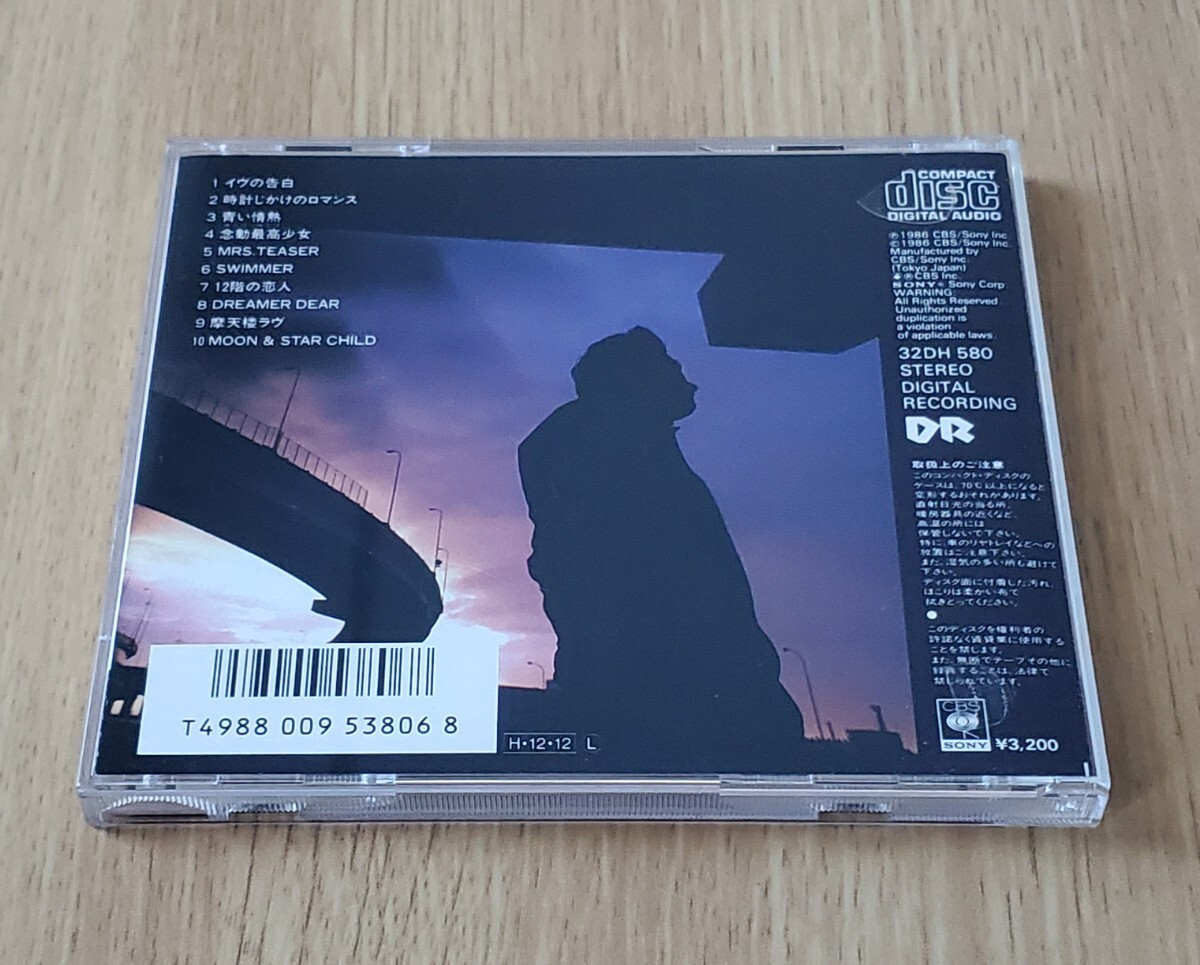 1 イヴの告白
2 時計じかけのロマンス
3 青い情熱
4 念動最高少女
5 MRS. TEASER
6 SWIMMER
7 12階の恋人
8 DREAMER DEAR
9 摩天楼ラヴ
10 MOON & STAR CHILD
COMPACT
disc
DIGITAL AUDIO
℗1986 CBS/Sony Inc.
©1986 CBS/Sony Inc.
Manufactured by
CBS/Sony Inc.
(Tokyo Japan)
®CBS Inc.
SONY® Sony Corp
WARNING:
All Rights Reserved.
Unauthorized
duplication is
a violation
of applicable laws.
32DH 580
STEREO
DIGITAL
RECORDING
DR
取扱上のご注意
このコンパクト・ディスクの
ケースは、70℃以上になると
変形するおそれがあります。
直射日光の当る所、
暖房器具の近くなど、
高温の所には
保管しないで下さい。
特に、車のリヤトレイなどへの
放置はご注意下さい。
また、湿気の多い所も避けて
下さい。
ディスク面に付着した汚れ、
ほこりは柔かい布で
拭きとってください。
●
このディスクを権利者の
許諾なく賃貸業に使用する
ことを禁じます。
また、無断でテープその他に
録音することは、法律で
禁じられています。
CBS
SONY
¥3,200
T4988 009 53806 8
H・12・12 L